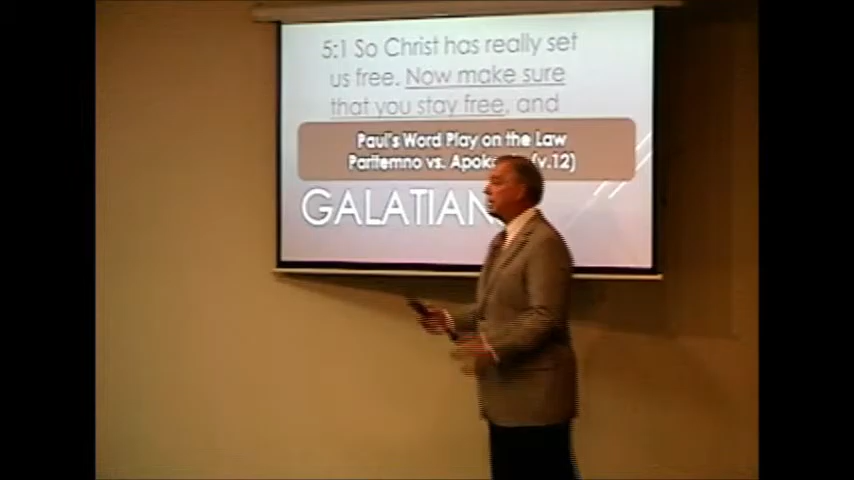 5:1 So Christ has really set
us free. Now make sure
that you stay free, and
Paul's Word Play on the Law
(v.12)
vs.
GALATIAN